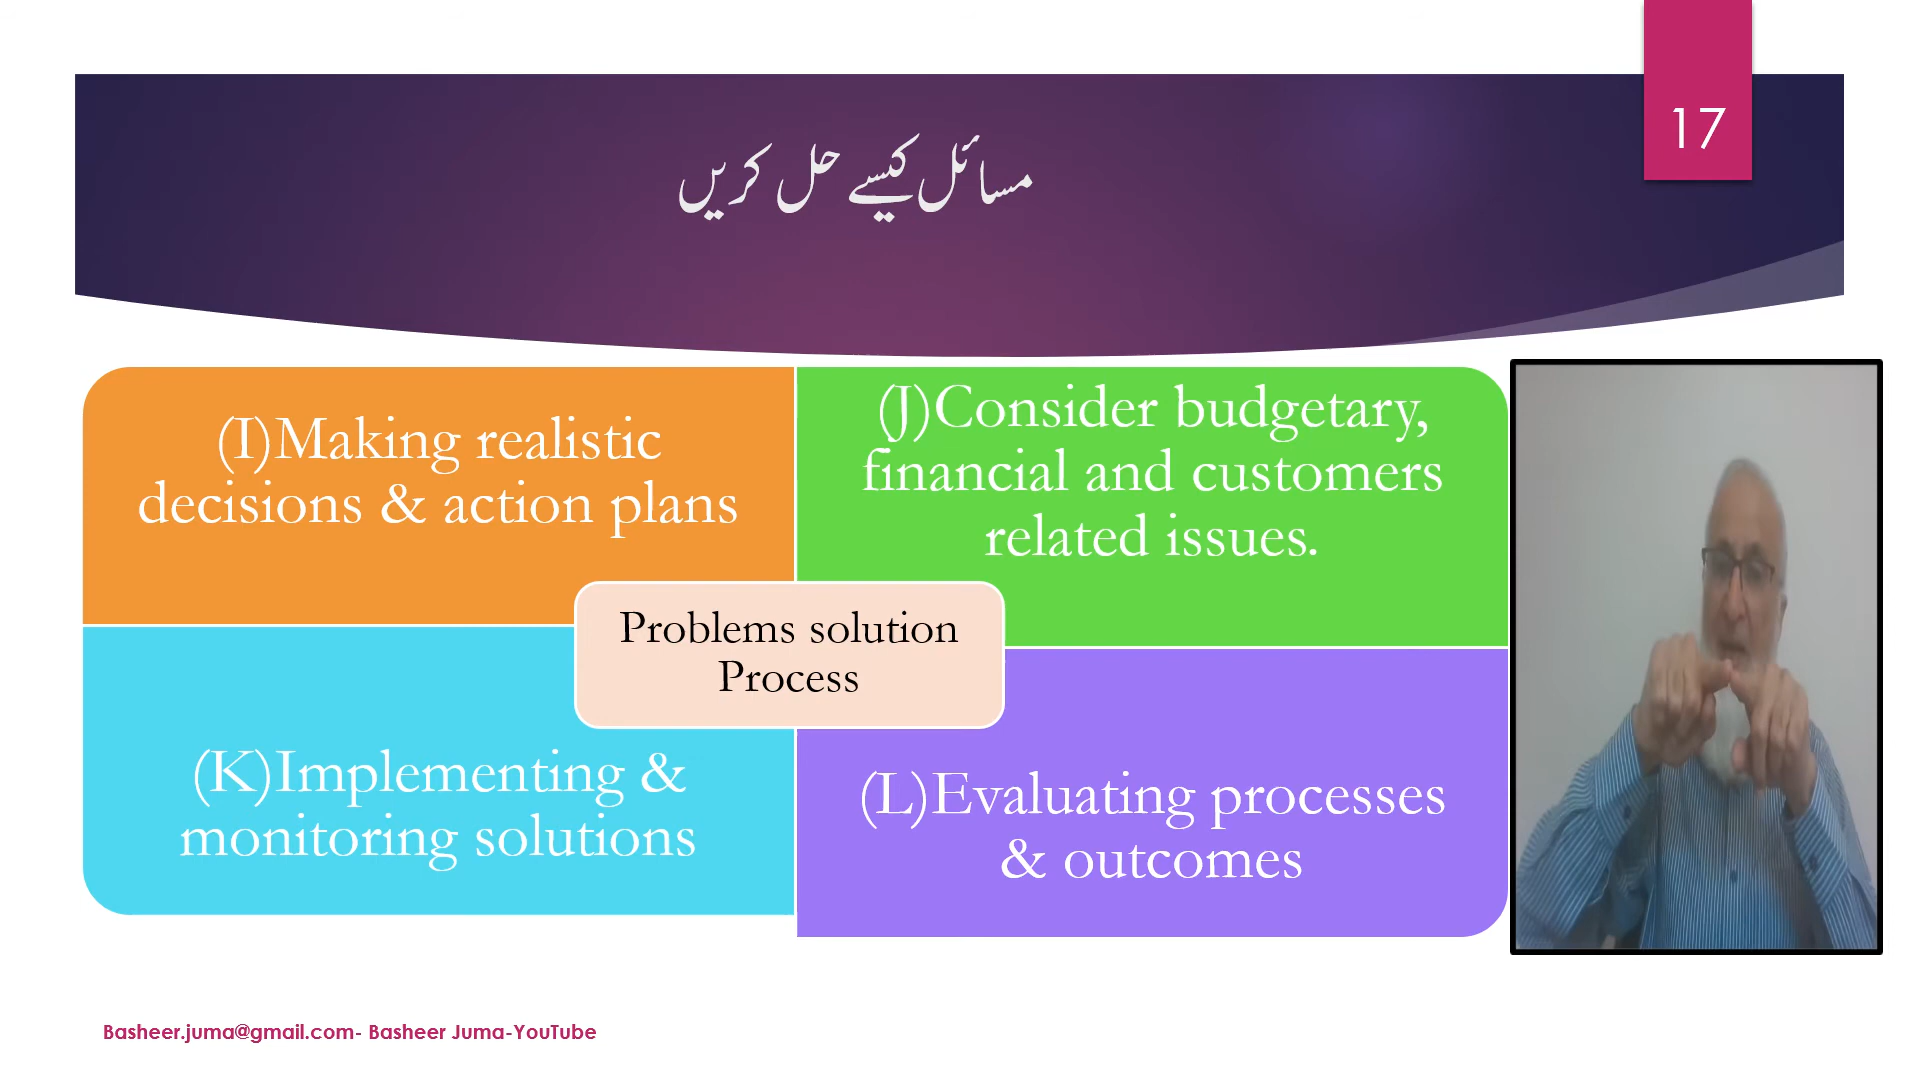 17
مسائل کیسے حل کریں
(I)Making realistic
decisions & action plans
(J)Consider budgetary,
financial and customers
related issues.
Problems solution
Process
(K)Implementing &
monitoring solutions
(L)Evaluating processes
& outcomes
Basheer.juma@gmail.com- Basheer Juma-YouTube